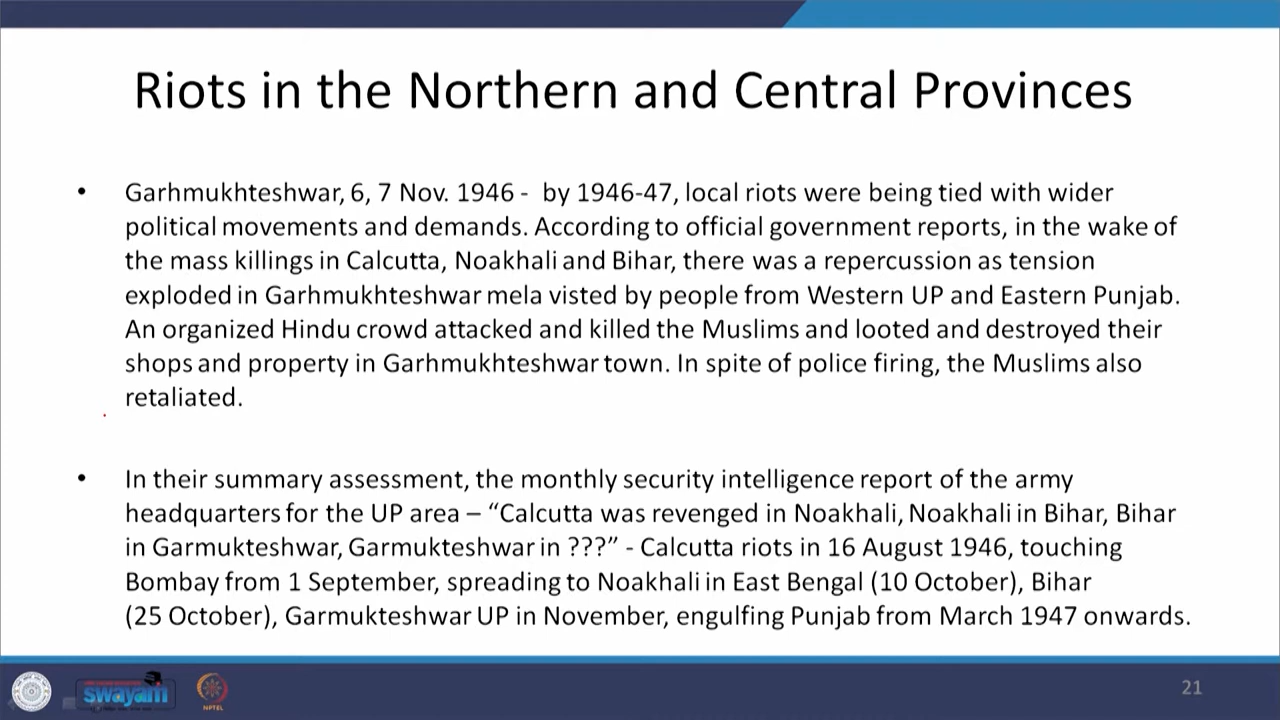 Riots in the Northern and Central Provinces
• Garhmukhteshwar, 6, 7 Nov. 1946 - by 1946-47, local riots were being tied with wider
political movements and demands. According to official government reports, in the wake of
the mass killings in Calcutta, Noakhali and Bihar, there was a repercussion as tension
exploded in Garhmukhteshwar mela visted by people from Western UP and Eastern Punjab.
An organized Hindu crowd attacked and killed the Muslims and looted and destroyed their
shops and property in Garhmukhteshwar town. In spite of police firing, the Muslims also
retaliated.
• In their summary assessment, the monthly security intelligence report of the army
headquarters for the UP area – “Calcutta was revenged in Noakhali, Noakhali in Bihar, Bihar
in Garmukteshwar, Garmukteshwar in ???” - Calcutta riots in 16 August 1946, touching
Bombay from 1 September, spreading to Noakhali in East Bengal (10 October), Bihar
(25 October), Garmukteshwar UP in November, engulfing Punjab from March 1947 onwards.
swayam
NPTEL
21